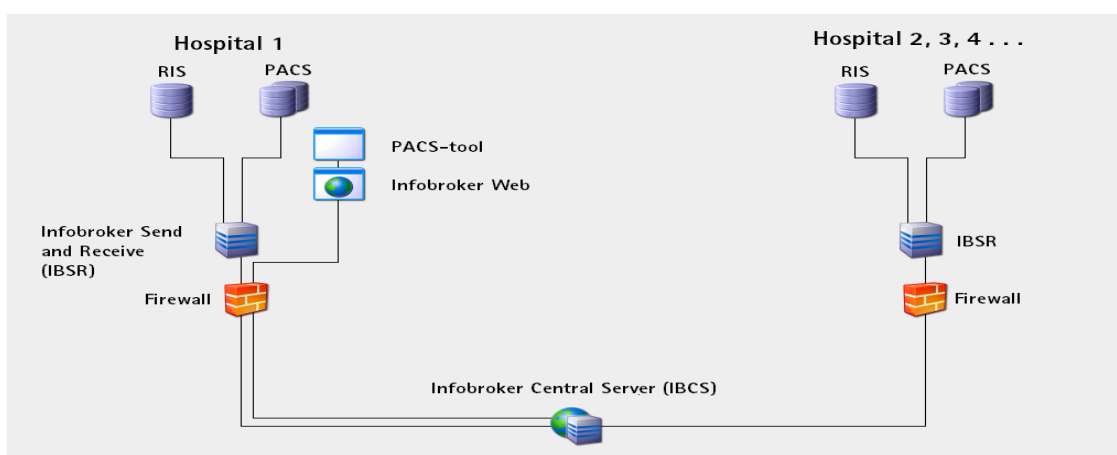 Hospital 1
RIS
PACS
PACS-tool
Infobroker Web
Infobroker Send
and Receive
(IBSR)
Firewall
Infobroker Central Server (IBCS)
Hospital 2, 3, 4 . . .
RIS
PACS
IBSR
Firewall